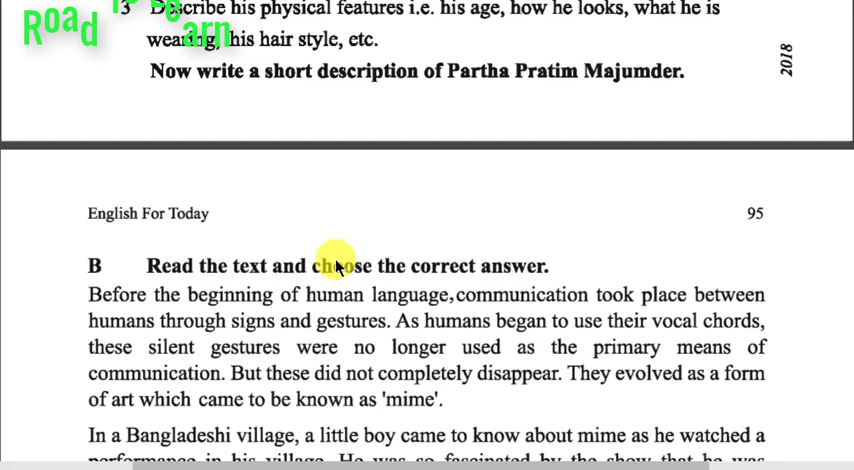 Road to Learn
3 Describe his physical features i.e. his age, how he looks, what he is
wearing, his hair style, etc.
Now write a short description of Partha Pratim Majumder.
2018
English For Today 95
B Read the text and choose the correct answer.
Before the beginning of human language,communication took place between
humans through signs and gestures. As humans began to use their vocal chords,
these silent gestures were no longer used as the primary means of
communication. But these did not completely disappear. They evolved as a form
of art which came to be known as 'mime'.
In a Bangladeshi village, a little boy came to know about mime as he watched a
performance in his village. He was so fascinated by the show that he was